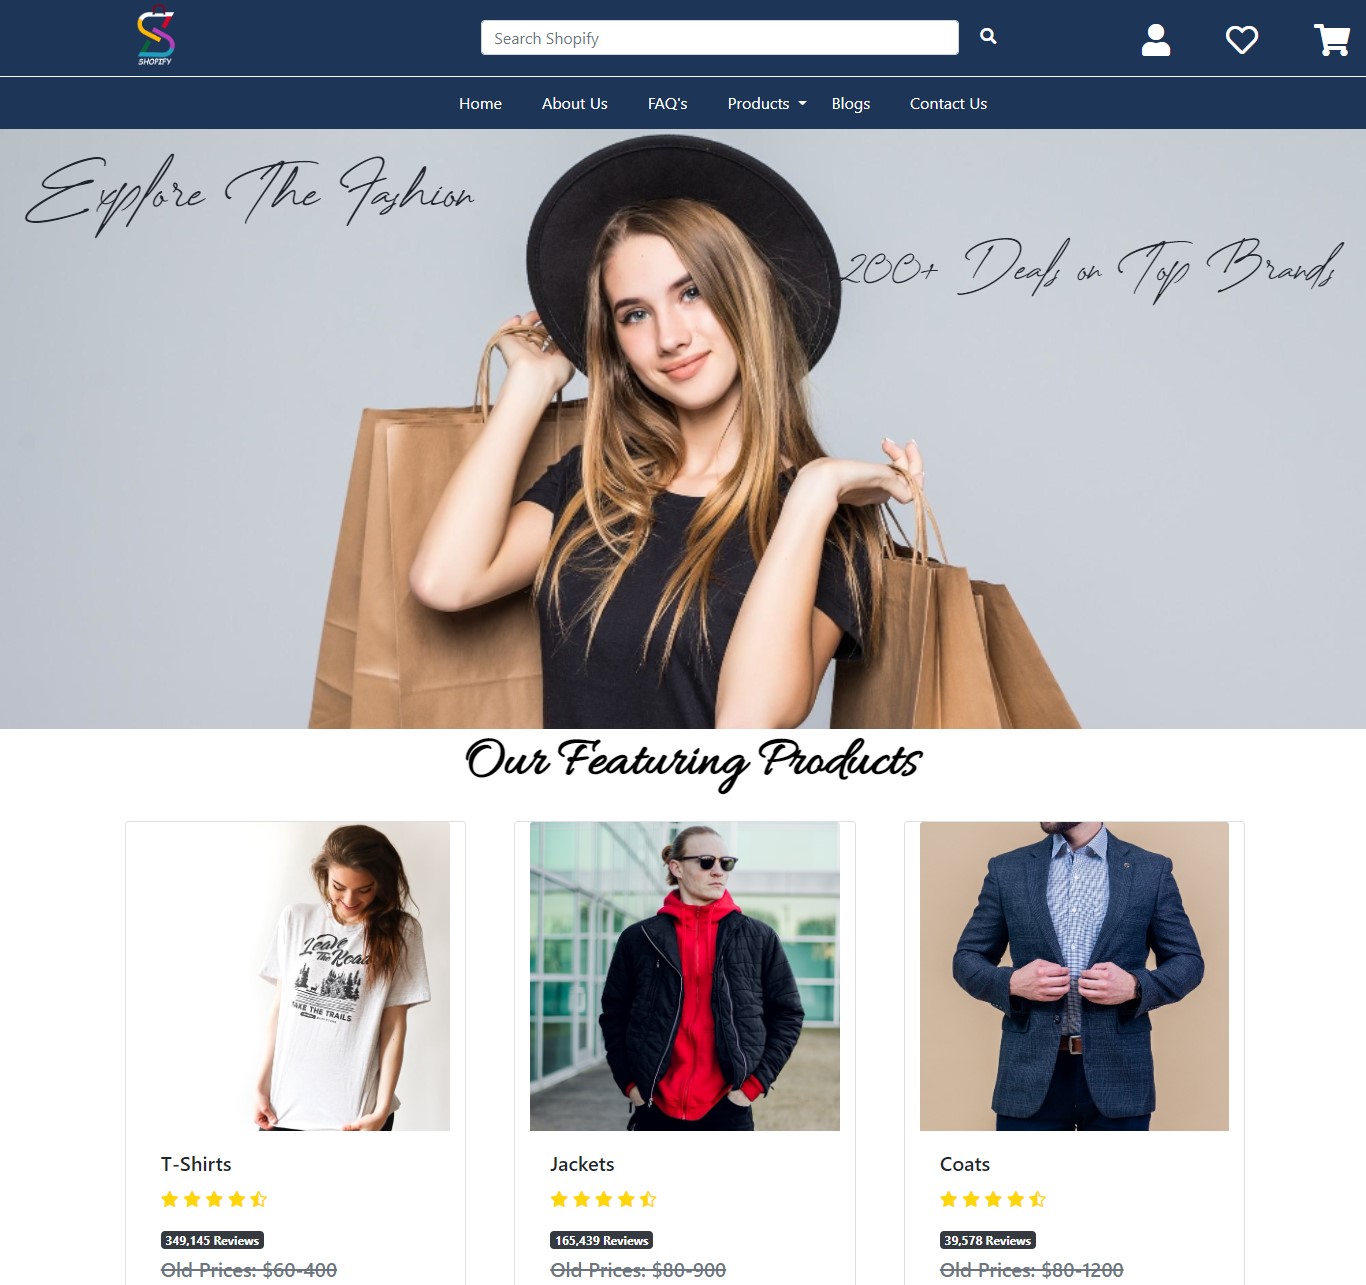 SHOPIFY
Search Shopify
Home About Us FAQ's Products Blogs Contact Us
Explore The Fashion
200+ Deals on Top Brands
Our Featuring Products
Leave
The Road
TAKE THE TRAILS
T-Shirts
349,145 Reviews
Old Prices: $60-400
Jackets
165,439 Reviews
Old Prices: $80-900
Coats
39,578 Reviews
Old Prices: $80-1200